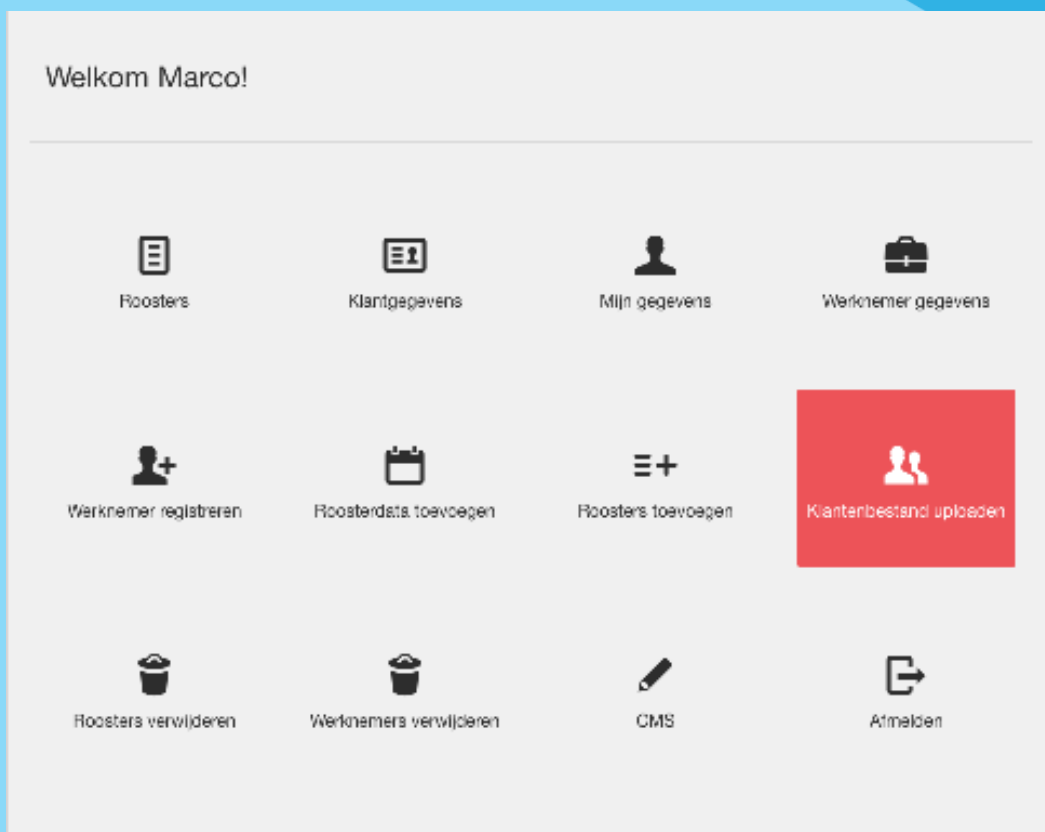 Welkom Marco!
Roosters
Klantgegevens
Mijn gegevens
Werknemer gegevens
Werknemer registreren
Roosterdata toevoegen
Roosters toevoegen
Klantenbestand uploaden
Roosters verwijderen
Werknemers verwijderen
CMS
Afmelden